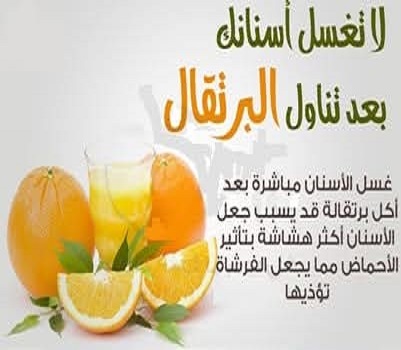 لا تغسل أسنانك
بعد تناول البرتقال
غسل الأسنان مباشرة بعد
أكل برتقالة قد يسبب جعل
الأسنان أكثر هشاشة بتأثير
الأحماض مما يجعل الفرشاة
تؤذيها